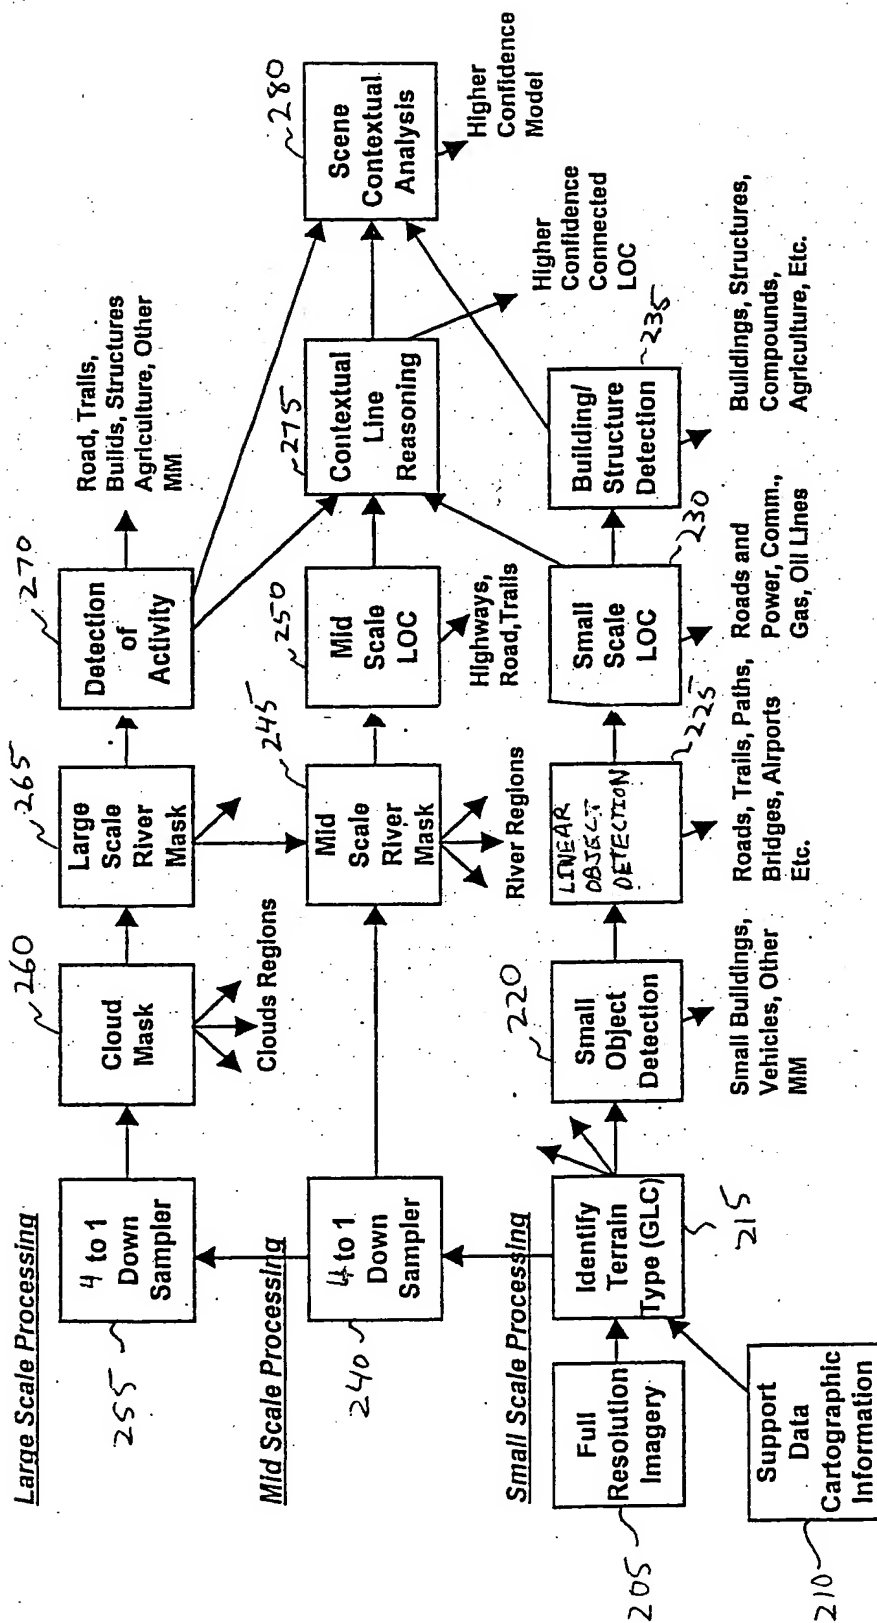 Large Scale Processing
255
4 to 1
Down
Sampler
260
Cloud
Mask
Clouds Regions
265
Large
Scale
River
Mask
270
Detection
of
Activity
Road, Trails,
Builds, Structures
Agriculture, Other
MM
Mid Scale Processing
240
4 to 1
Down
Sampler
245
Mid
Scale
River
Mask
River Regions
250
Mid
Scale
LOC
Highways,
Road,Trails
275
Contextual
Line
Reasoning
Higher
Confidence
Connected
LOC
280
Scene
Contextual
Analysis
Higher
Confidence
Model
Small Scale Processing
205
Full
Resolution
Imagery
210
Support
Data
Cartographic
Information
215
Identify
Terrain
Type (GLC)
220
Small
Object
Detection
Small Buildings,
Vehicles, Other
MM
225
LINEAR
OBJECT
DETECTION
Roads, Trails, Paths,
Bridges, Airports
Etc.
230
Small
Scale
LOC
Roads and
Power, Comm.,
Gas, Oil Lines
235
Building/
Structure
Detection
Buildings, Structures,
Compounds,
Agriculture, Etc.